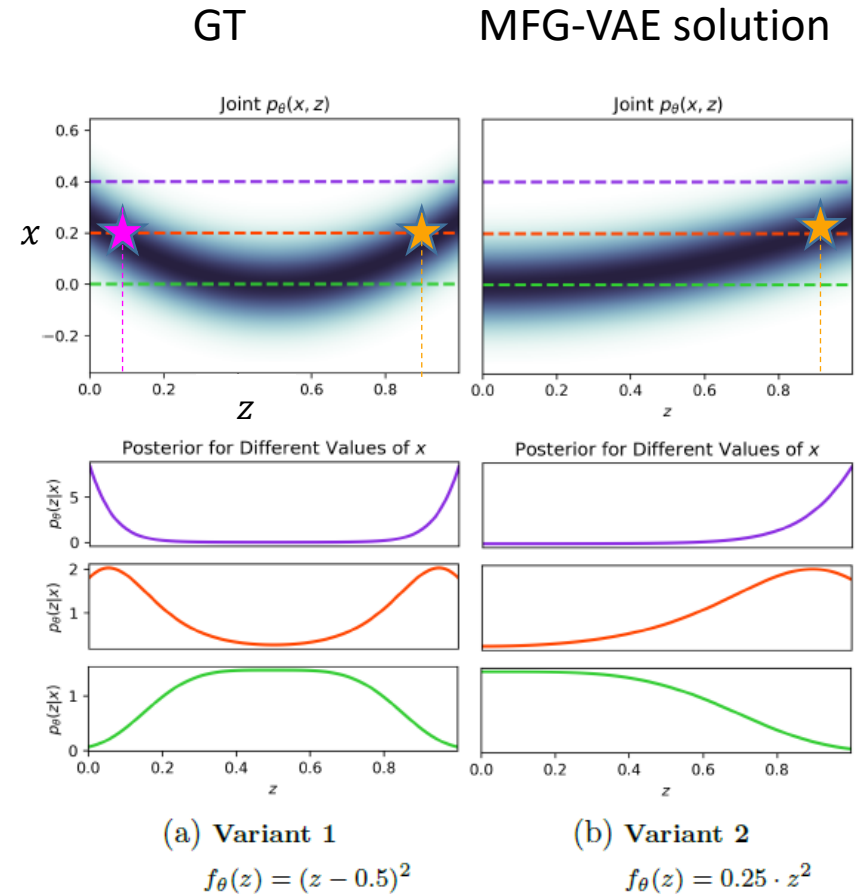 GT MFG-VAE solution
Joint pθ(x, z) Joint pθ(x, z)
0.6
0.4
x 0.2
0.0
−0.2
0.0 0.2 0.6 0.8 0.0 0.2 0.6 0.8
z z
Posterior for Different Values of x Posterior for Different Values of x
pθ(z|x) 5
0
pθ(z|x) 2
1
pθ(z|x) 1
0
0.0 0.2 0.4 0.6 0.8 0.0 0.2 0.4 0.6 0.8
z z
(a) Variant 1 (b) Variant 2
fθ(z) = (z − 0.5)² fθ(z) = 0.25 · z²